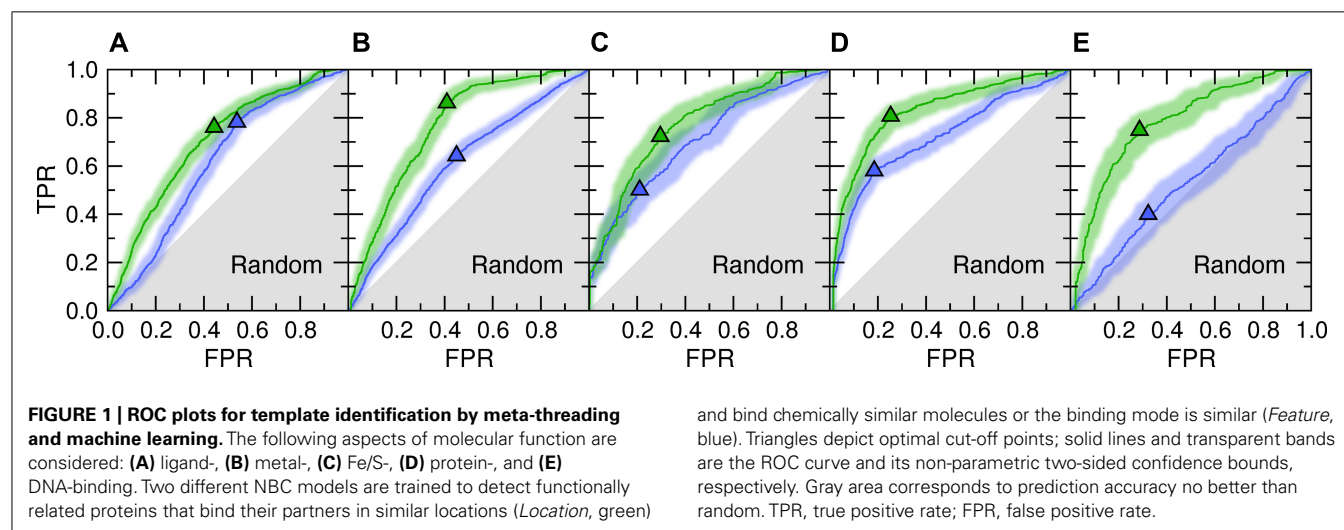 A B C D E
1.0
0.8
0.6
0.4
0.2
0.0
TPR
Random Random Random Random Random
0.0 0.2 0.4 0.6 0.8 0.2 0.4 0.6 0.8 0.2 0.4 0.6 0.8 0.2 0.4 0.6 0.8 0.2 0.4 0.6 0.8 1.0
FPR FPR FPR FPR FPR
FIGURE 1 | ROC plots for template identification by meta-threading
and machine learning. The following aspects of molecular function are
considered: (A) ligand-, (B) metal-, (C) Fe/S-, (D) protein-, and (E)
DNA-binding. Two different NBC models are trained to detect functionally
related proteins that bind their partners in similar locations (Location, green)
and bind chemically similar molecules or the binding mode is similar (Feature,
blue). Triangles depict optimal cut-off points; solid lines and transparent bands
are the ROC curve and its non-parametric two-sided confidence bounds,
respectively. Gray area corresponds to prediction accuracy no better than
random. TPR, true positive rate; FPR, false positive rate.